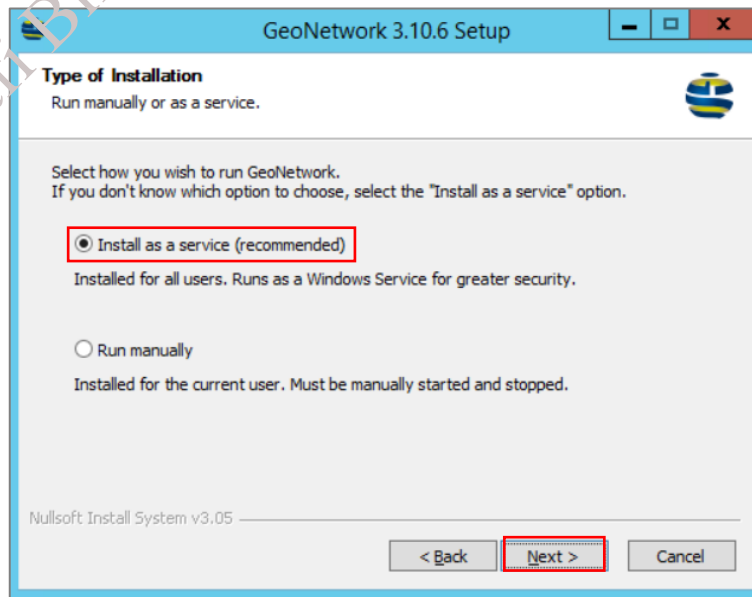 GeoNetwork 3.10.6 Setup
Type of Installation
Run manually or as a service.
Select how you wish to run GeoNetwork.
If you don't know which option to choose, select the "Install as a service" option.
Install as a service (recommended)
Installed for all users. Runs as a Windows Service for greater security.
Run manually
Installed for the current user. Must be manually started and stopped.
Nullsoft Install System v3.05
< Back
Next >
Cancel